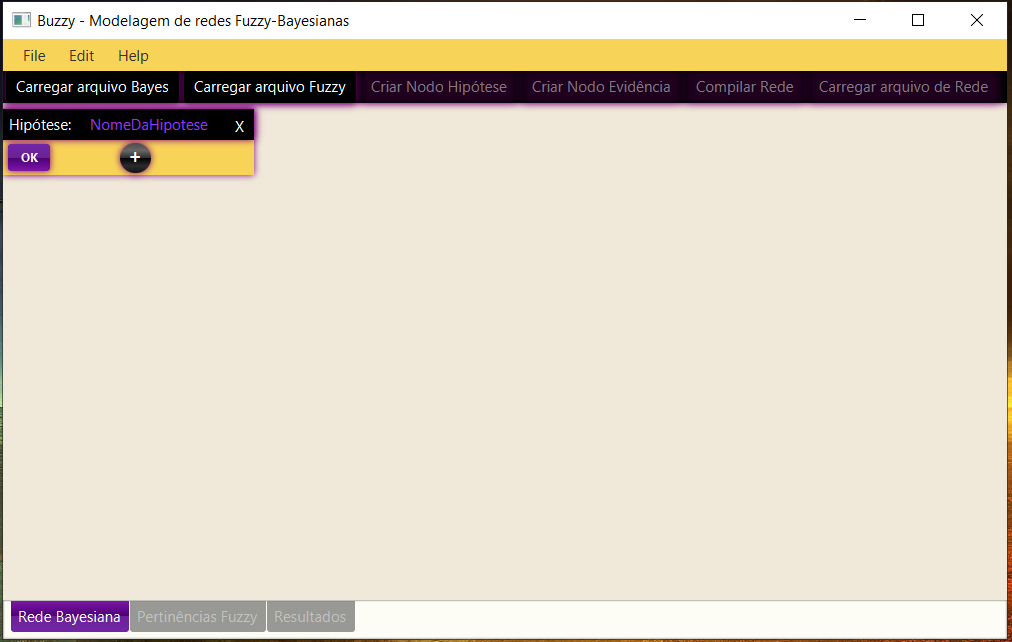 Buzzy - Modelagem de redes Fuzzy-Bayesianas
File Edit Help
Carregar arquivo Bayes Carregar arquivo Fuzzy Criar Nodo Hipótese Criar Nodo Evidência Compilar Rede Carregar arquivo de Rede
Hipótese: NomeDaHipotese X
OK +
Rede Bayesiana Pertinências Fuzzy Resultados